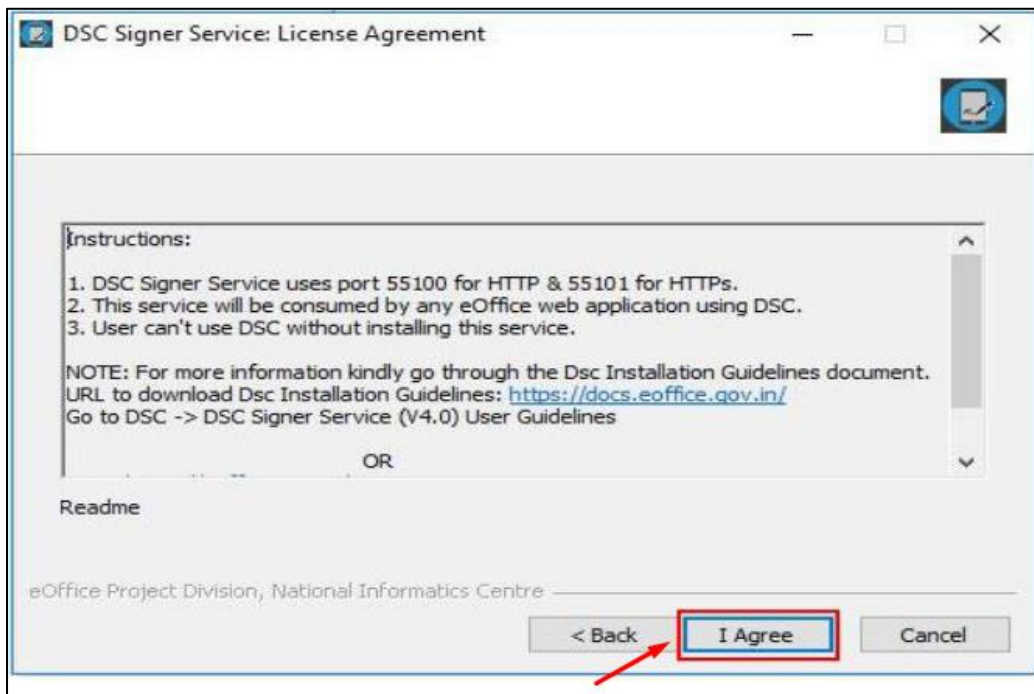 DSC Signer Service: License Agreement
Instructions:
1. DSC Signer Service uses port 55100 for HTTP & 55101 for HTTPs.
2. This service will be consumed by any eOffice web application using DSC.
3. User can't use DSC without installing this service.
NOTE: For more information kindly go through the Dsc Installation Guidelines document.
URL to download Dsc Installation Guidelines: https://docs.eoffice.gov.in/
Go to DSC -> DSC Signer Service (V4.0) User Guidelines
OR
Readme
eOffice Project Division, National Informatics Centre
< Back I Agree Cancel